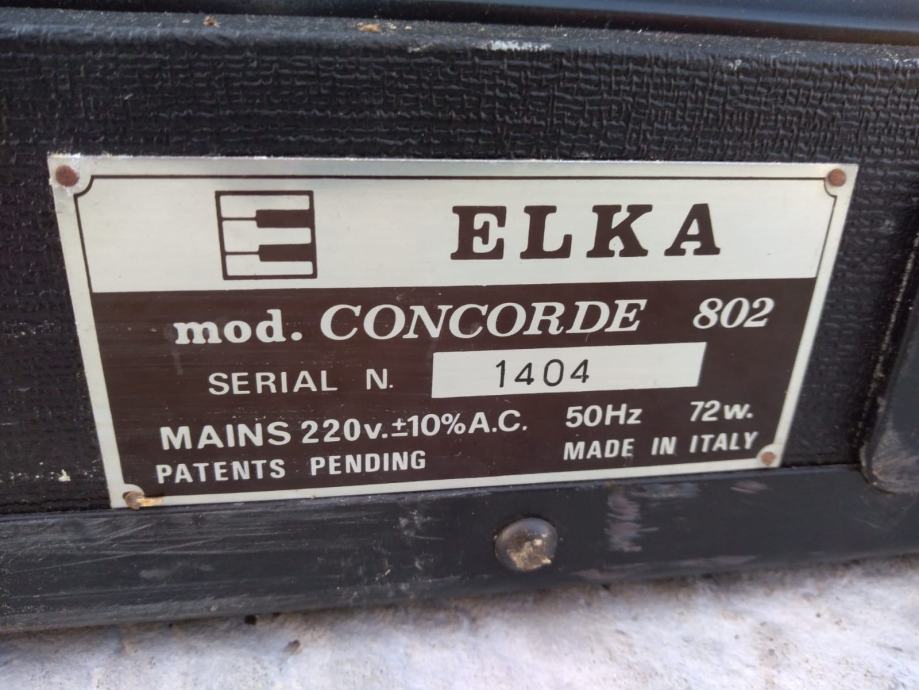 ELKA
mod. CONCORDE 802
SERIAL N. 1404
MAINS 220v.±10% A.C. 50Hz 72w.
PATENTS PENDING MADE IN ITALY